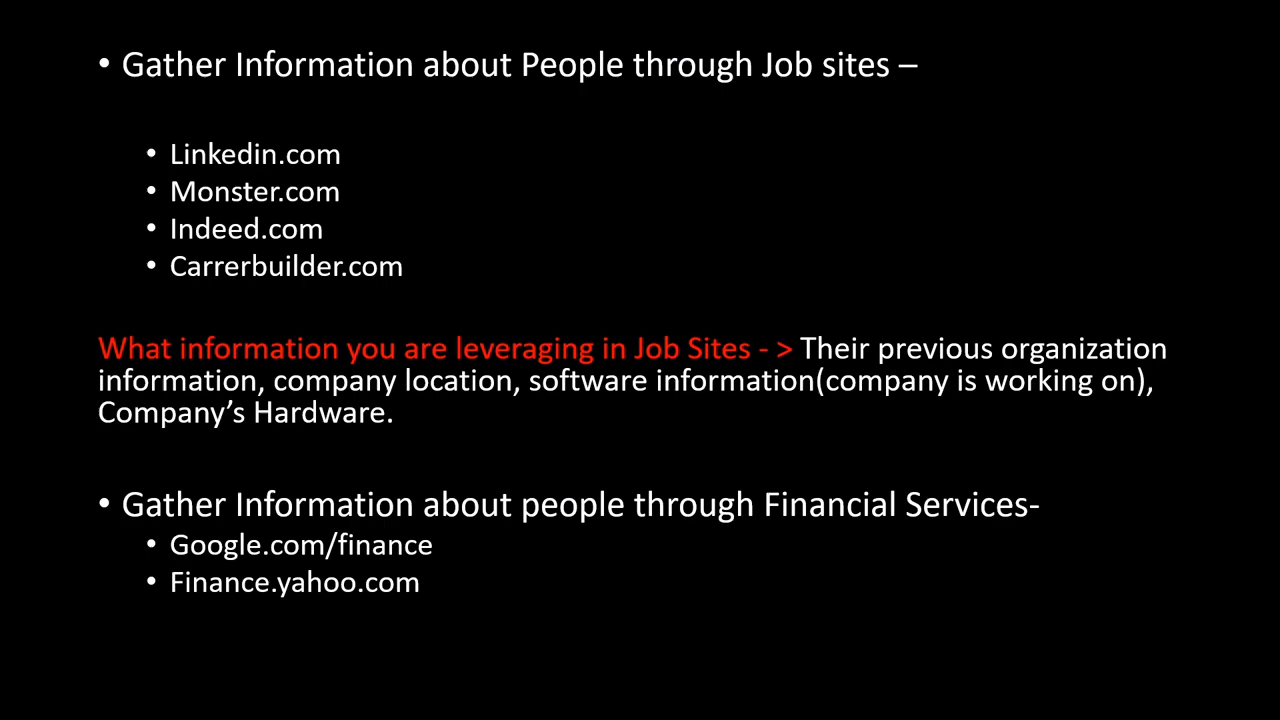 • Gather Information about People through Job sites –
• Linkedin.com
• Monster.com
• Indeed.com
• Carrerbuilder.com
What information you are leveraging in Job Sites - > Their previous organization
information, company location, software information(company is working on),
Company’s Hardware.
• Gather Information about people through Financial Services-
• Google.com/finance
• Finance.yahoo.com